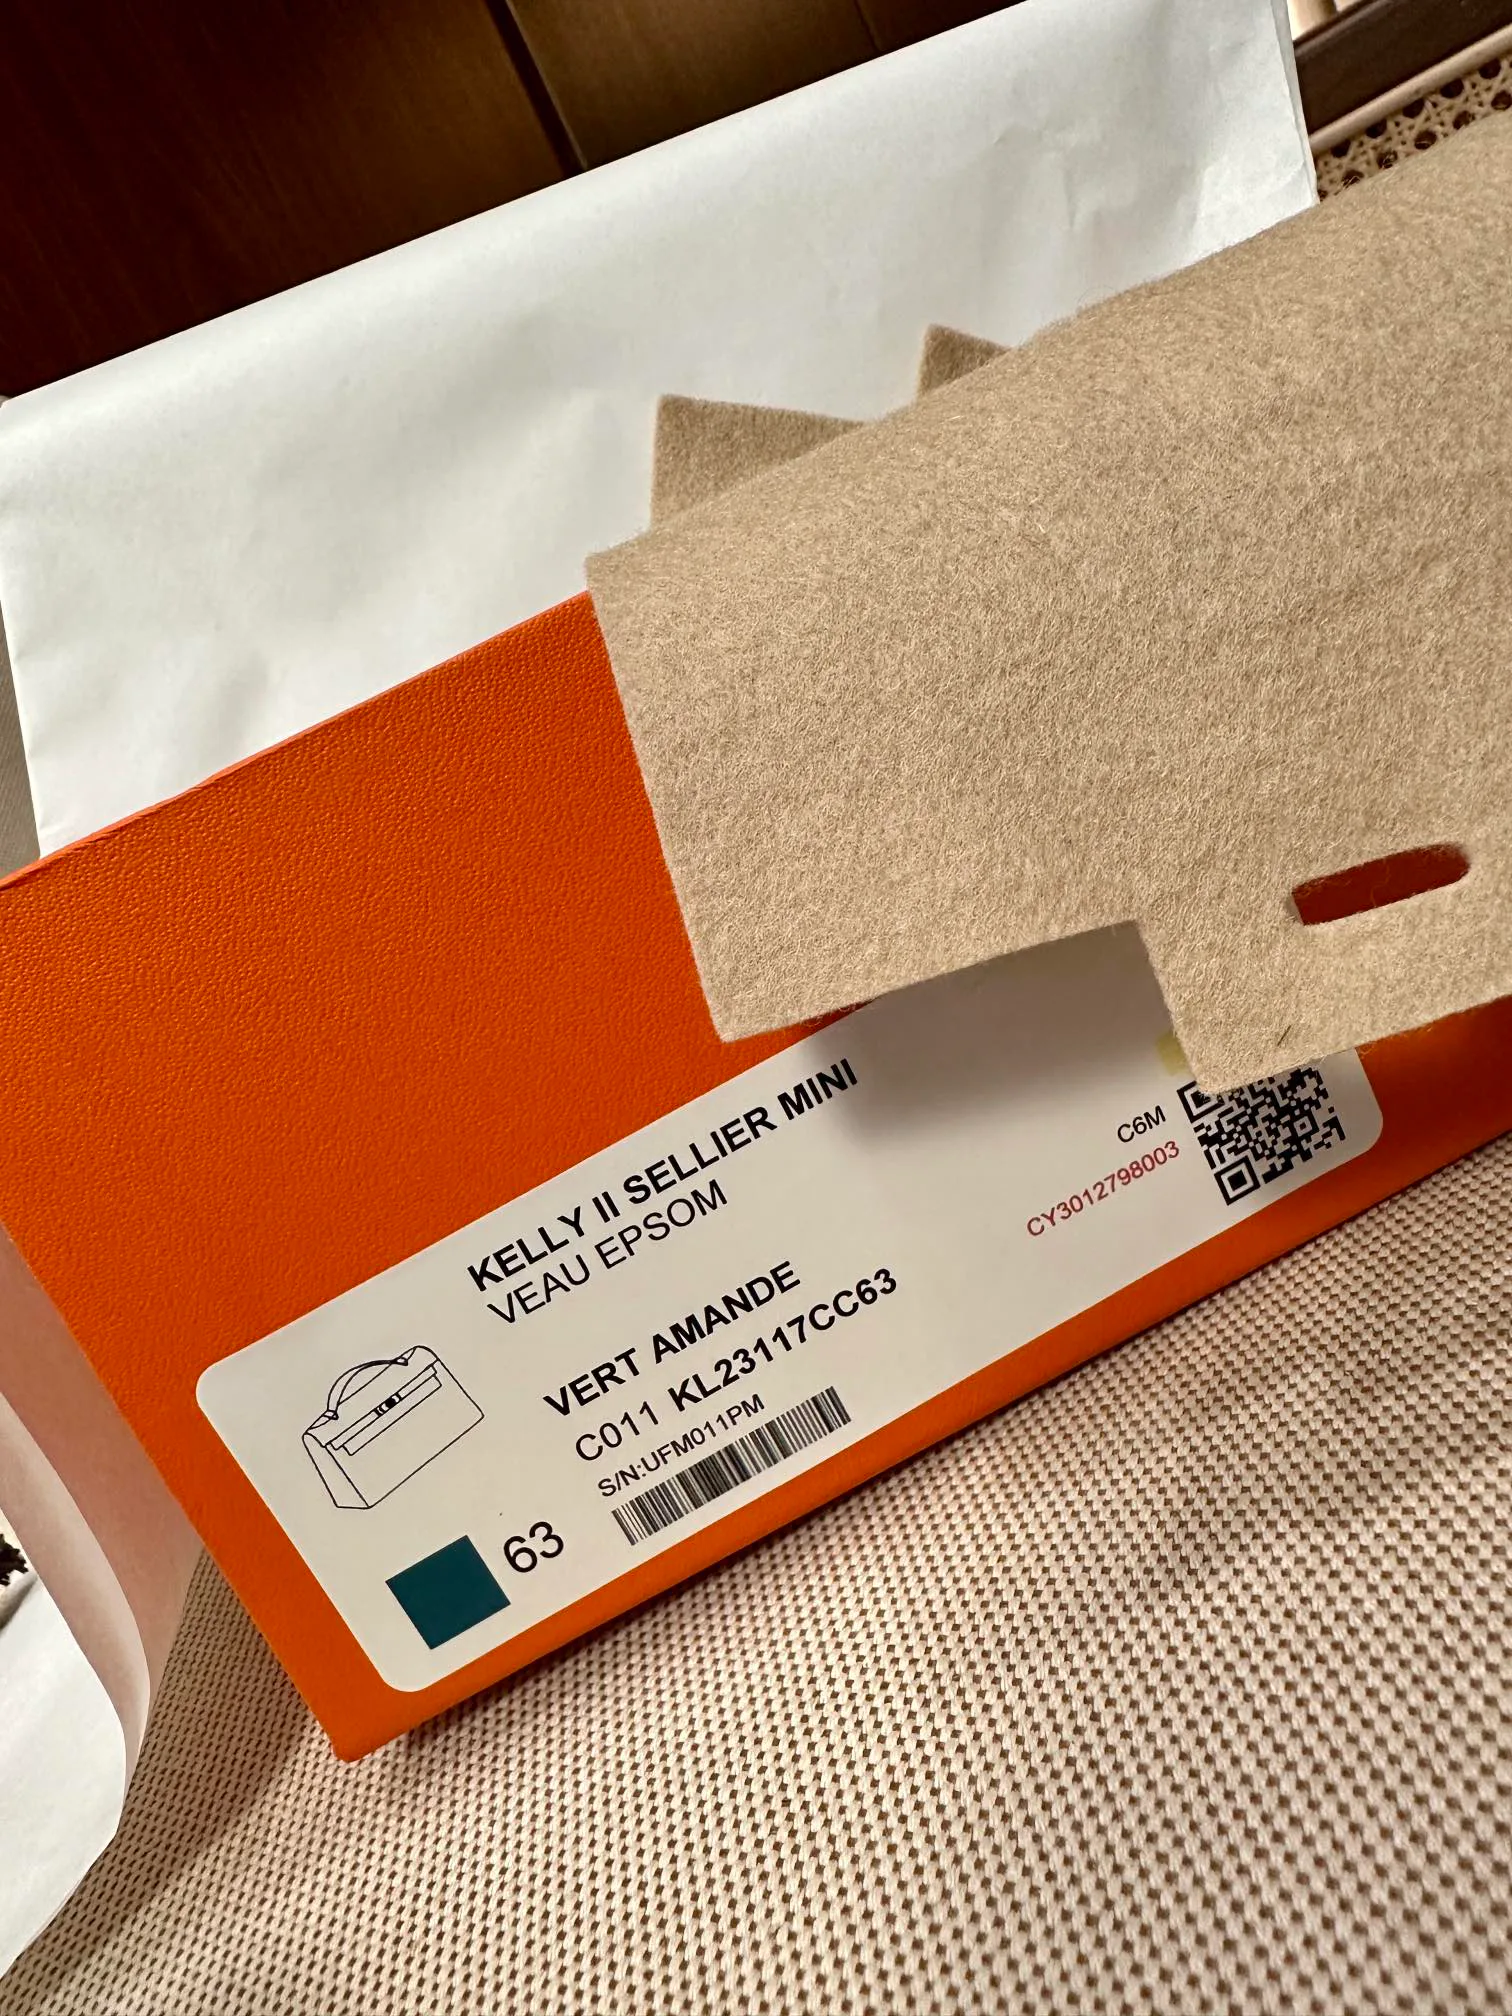 KELLY II SELLIER MINI
VEAU EPSOM
VERT AMANDE
C011 KL23117CC63
S/N:UFM011PM
63
C6M
CY3012798003